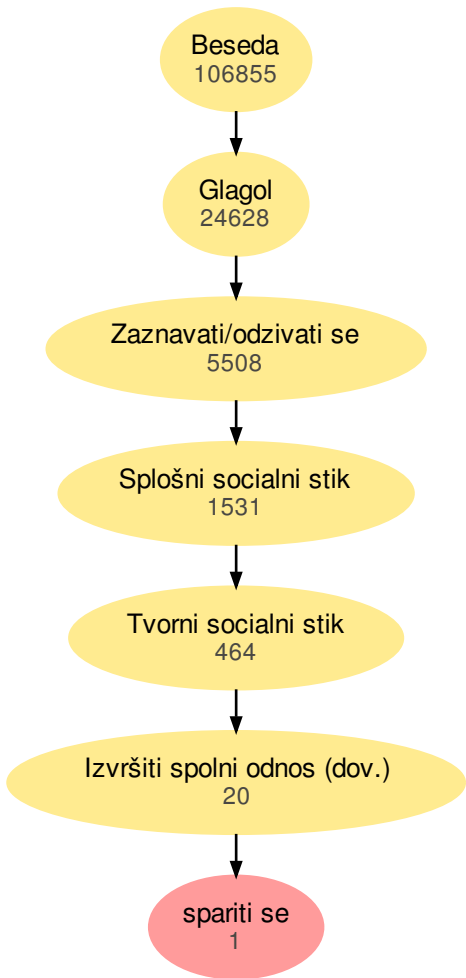 Beseda
106855
Glagol
24628
Zaznavati/odzivati se
5508
Splošni socialni stik
1531
Tvorni socialni stik
464
Izvršiti spolni odnos (dov.)
20
spariti se
1